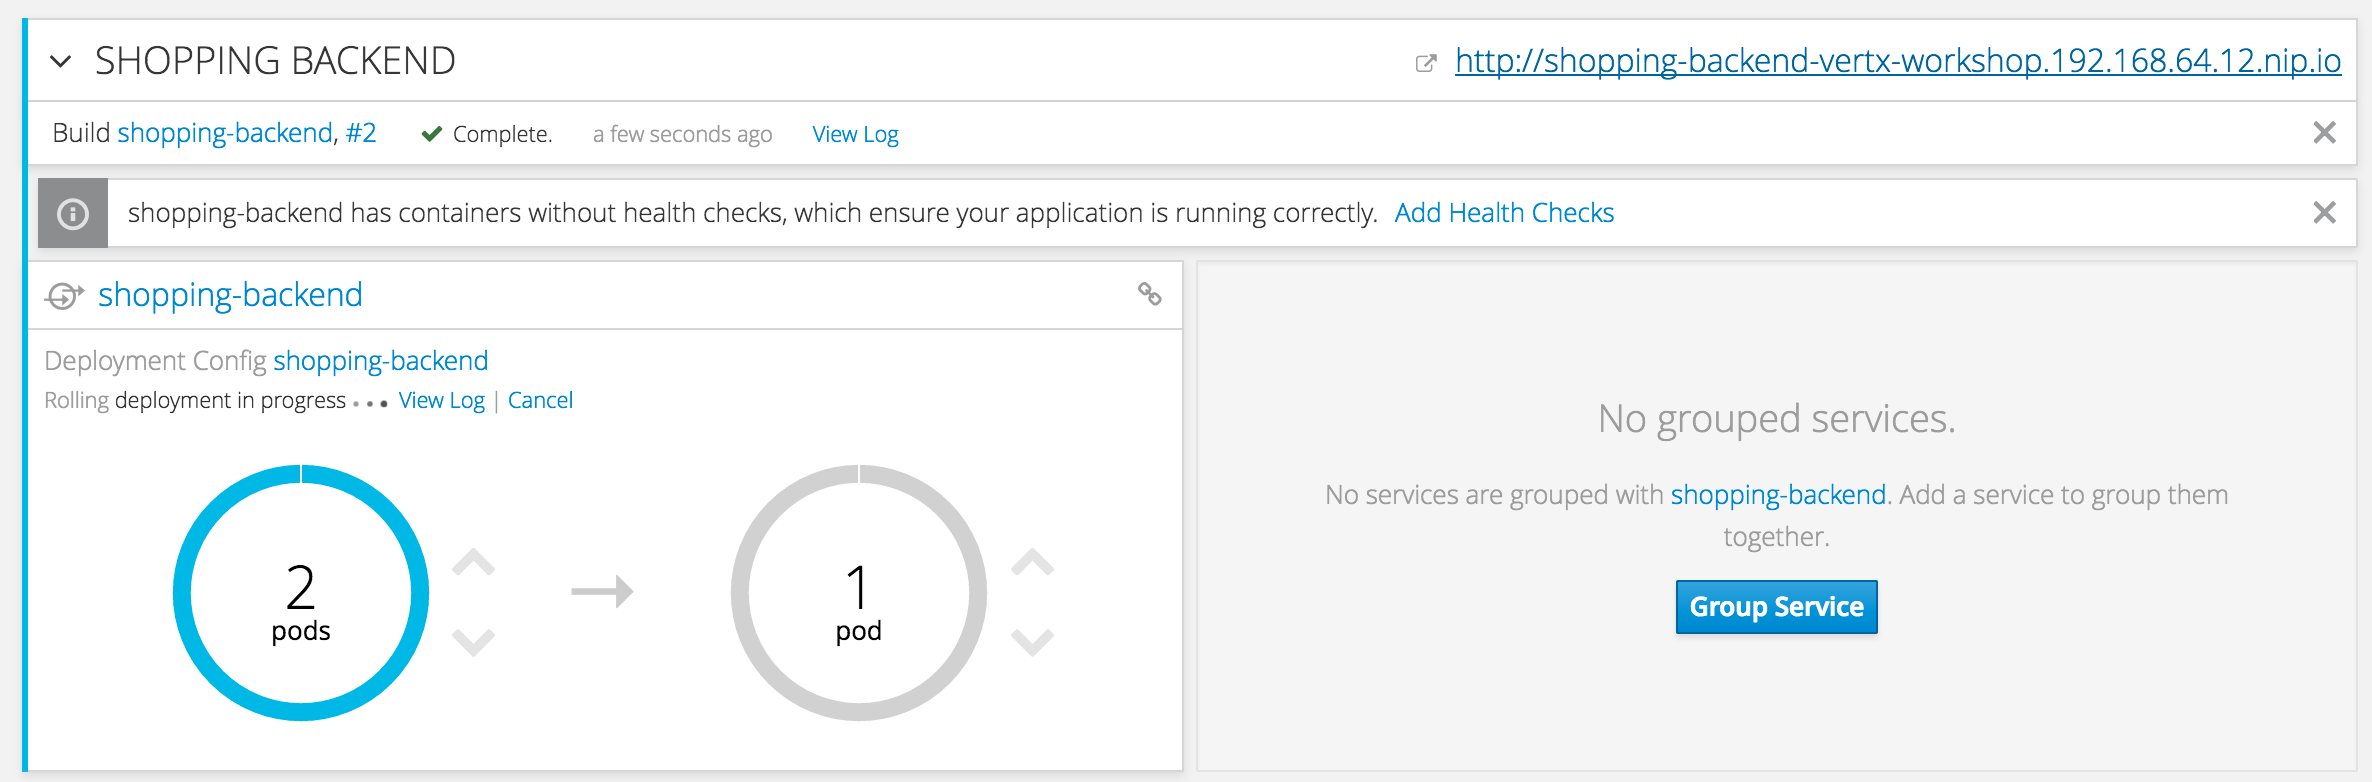 SHOPPING BACKEND
http://shopping-backend-vertx-workshop.192.168.64.12.nip.io
Build shopping-backend, #2 Complete. a few seconds ago View Log
shopping-backend has containers without health checks, which ensure your application is running correctly. Add Health Checks
shopping-backend
Deployment Config shopping-backend
Rolling deployment in progress ... View Log | Cancel
2
pods
1
pod
No grouped services.
No services are grouped with shopping-backend. Add a service to group them
together.
Group Service